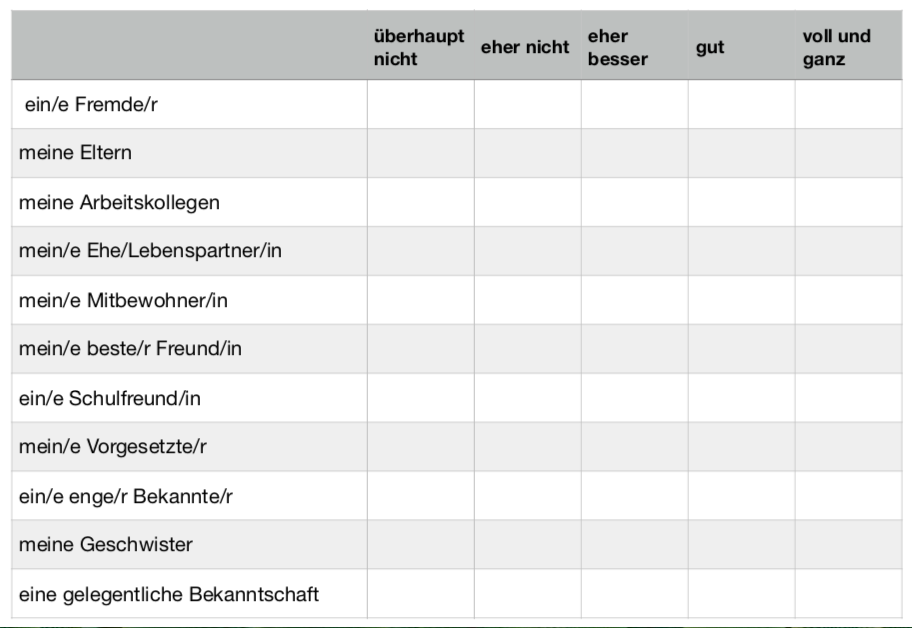 überhaupt nicht eher nicht eher besser gut voll und ganz
ein/e Fremde/r
meine Eltern
meine Arbeitskollegen
mein/e Ehe/Lebenspartner/in
mein/e Mitbewohner/in
mein/e beste/r Freund/in
ein/e Schulfreund/in
mein/e Vorgesetzte/r
ein/e enge/r Bekannte/r
meine Geschwister
eine gelegentliche Bekanntschaft